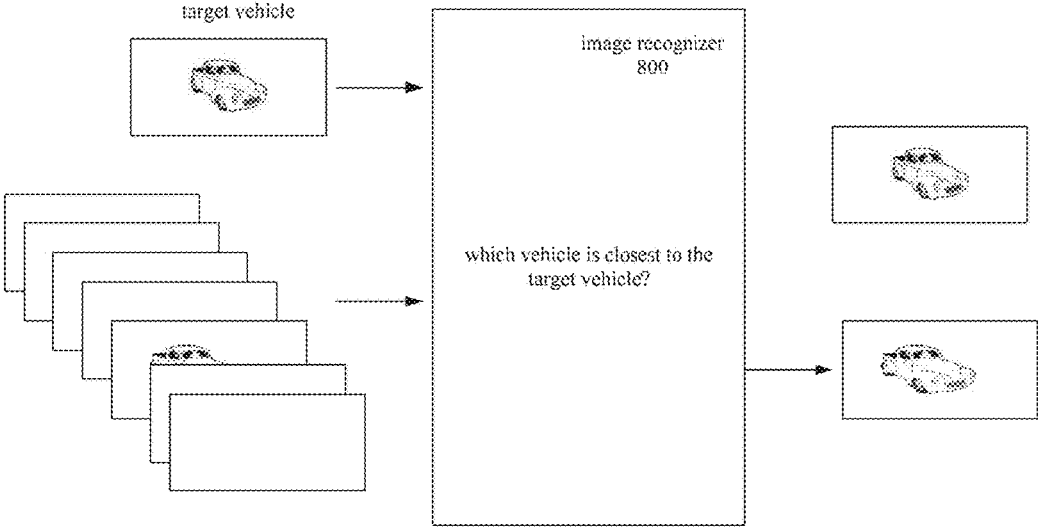 target vehicle
image recognizer
800
which vehicle is closest to the
target vehicle?